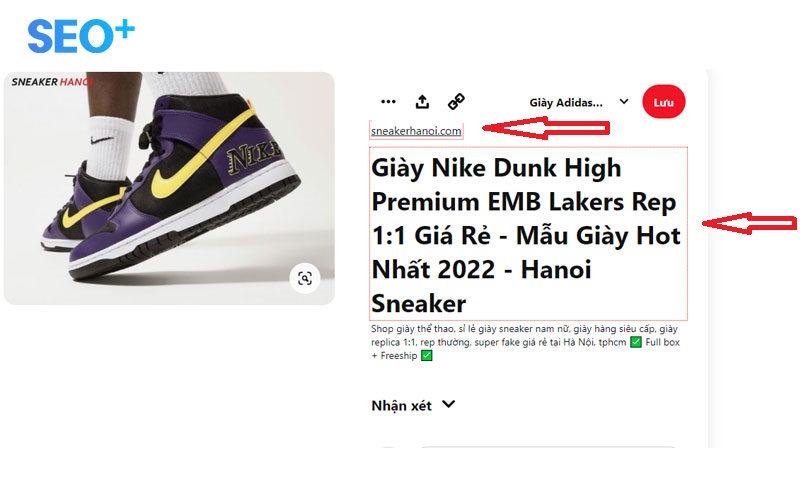 SEO+
SNEAKER HANOI
NIKE
Giày Adidas...
Lưu
sneakerhanoi.com
Giày Nike Dunk High
Premium EMB Lakers Rep
1:1 Giá Rẻ - Mẫu Giày Hot
Nhất 2022 - Hanoi
Sneaker
Shop giày thể thao, sỉ lẻ giày sneaker nam nữ, giày hàng siêu cấp, giày
replica 1:1, rep thường, super fake giá rẻ tại Hà Nội, tphcm ✅ Full box
+ Freeship ✅
Nhận xét